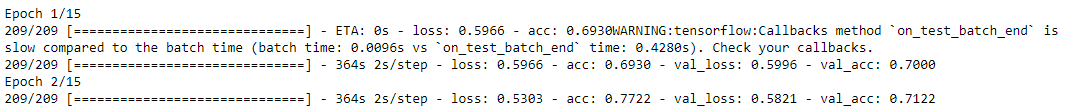 Epoch 1/15
209/209 [==============================] - ETA: 0s - loss: 0.5966 - acc: 0.6930WARNING:tensorflow:Callbacks method `on_test_batch_end` is
slow compared to the batch time (batch time: 0.0096s vs `on_test_batch_end` time: 0.4280s). Check your callbacks.
209/209 [==============================] - 364s 2s/step - loss: 0.5966 - acc: 0.6930 - val_loss: 0.5996 - val_acc: 0.7000
Epoch 2/15
209/209 [==============================] - 364s 2s/step - loss: 0.5303 - acc: 0.7722 - val_loss: 0.5821 - val_acc: 0.7122